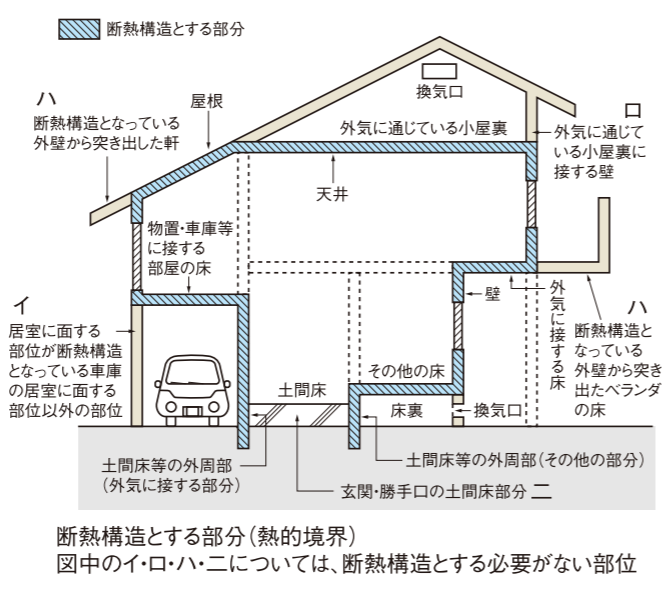 断熱構造とする部分
ハ
断熱構造となっている
外壁から突き出した軒
屋根
換気口
外気に通じている小屋裏
ロ
外気に通じて
いる小屋裏に
接する壁
天井
物置・車庫等
に接する
部屋の床
イ
居室に面する
部位が断熱構造
となっている車庫
の居室に面する
部位以外の部位
壁
外気に接する床
ハ
断熱構造と
なっている
外壁から突き
出たベランダ
の床
その他の床
土間床
床裏
換気口
土間床等の外周部
（外気に接する部分）
土間床等の外周部（その他の部分）
玄関・勝手口の土間床部分 ニ
断熱構造とする部分（熱的境界）
図中のイ・ロ・ハ・ニについては、断熱構造とする必要がない部位